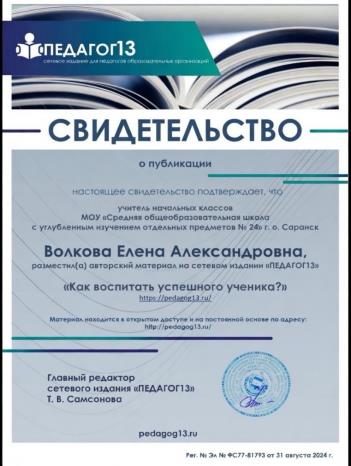 ПЕДАГОГ13
сетевое издание для педагогов образовательных организаций
СВИДЕТЕЛЬСТВО
о публикации
настоящее свидетельство подтверждает, что
учитель начальных классов
МОУ «Средняя общеобразовательная школа
с углубленным изучением отдельных предметов № 24» г. о. Саранск
Волкова Елена Александровна,
разместил(а) авторский материал на сетевом издании «ПЕДАГОГ13»
«Как воспитать успешного ученика?»
https://pedagog13.ru/
Материал находится в открытом доступе и на постоянной основе по адресу:
http://pedagog13.ru/
Главный редактор
сетевого издания «ПЕДАГОГ13»
Т. В. Самсонова
pedagog13.ru
Рег. № Эл № ФС77-81793 от 31 августа 2024 г.